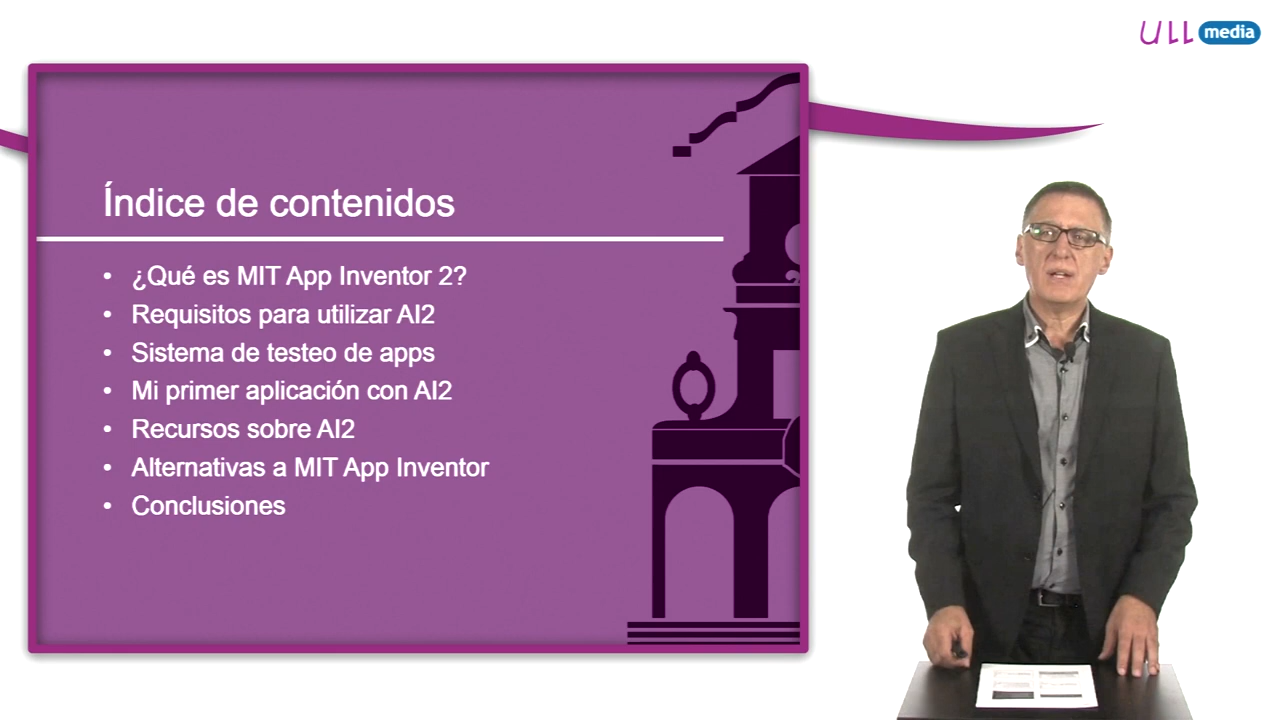 ULL media
Índice de contenidos
• ¿Qué es MIT App Inventor 2?
• Requisitos para utilizar AI2
• Sistema de testeo de apps
• Mi primer aplicación con AI2
• Recursos sobre AI2
• Alternativas a MIT App Inventor
• Conclusiones